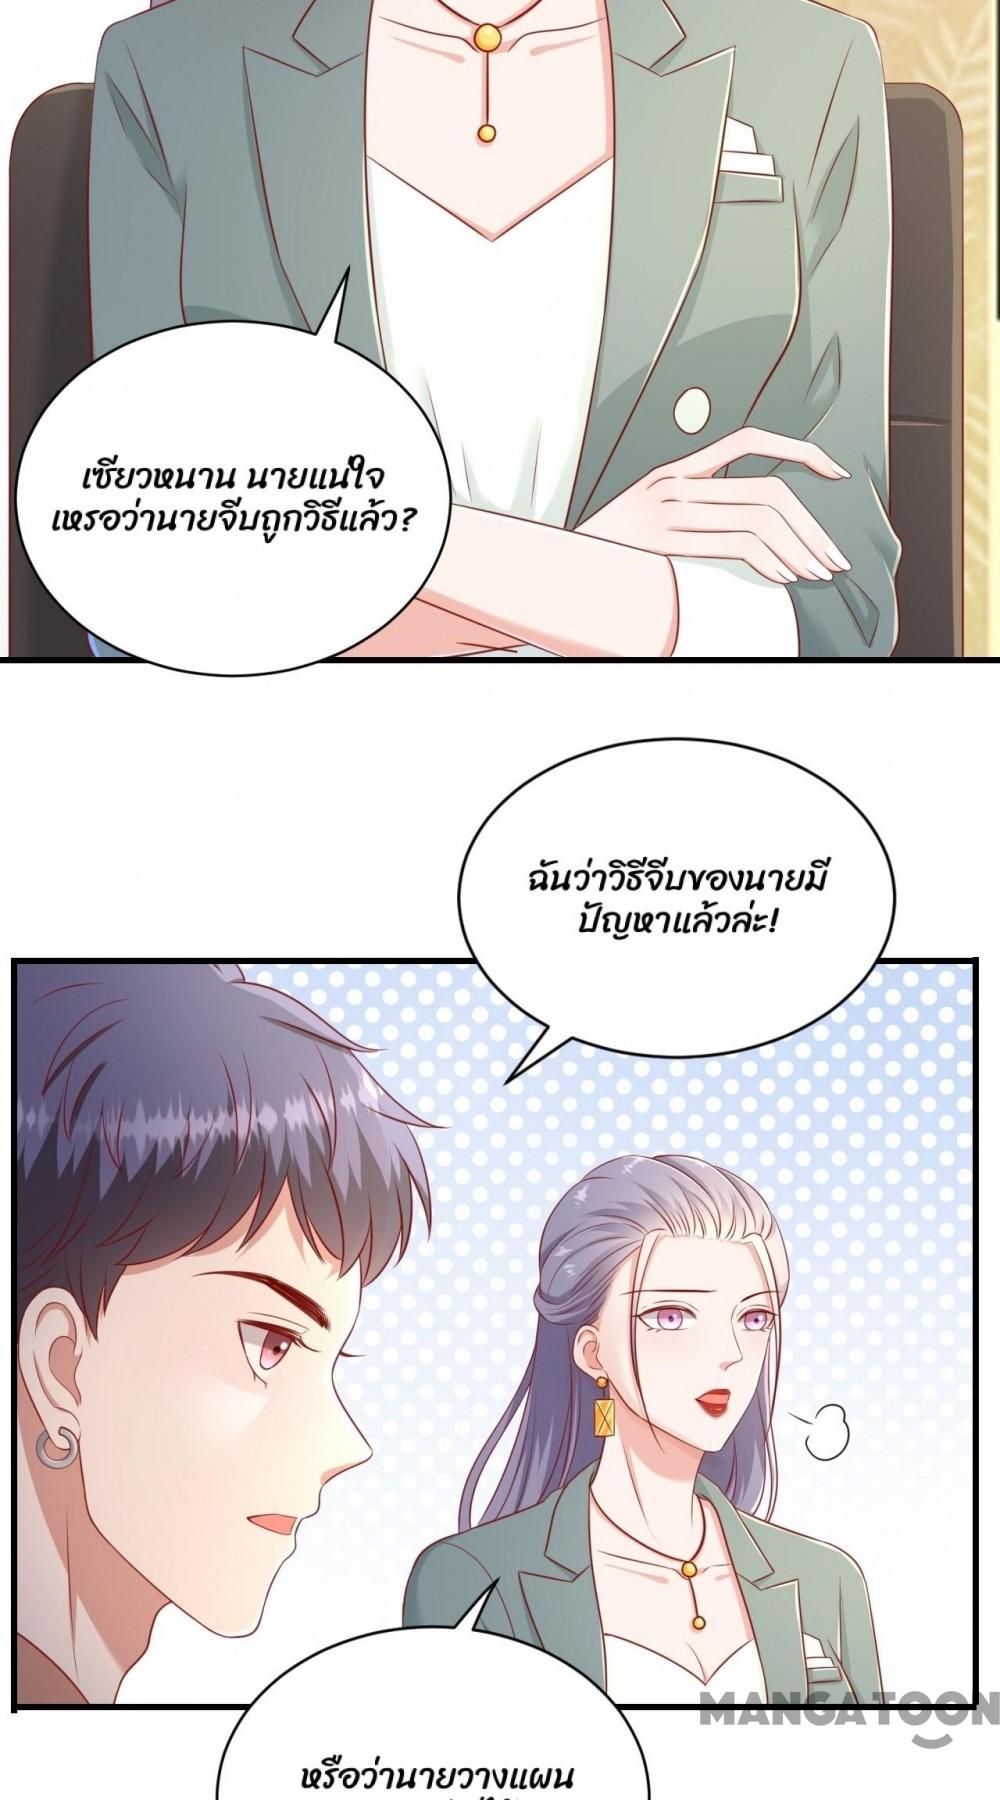 เซียวหนาน นายแน่ใจ
เหรอว่านายจีบถูกวิธีแล้ว?
ฉันว่าวิธีจีบของนายมี
ปัญหาแล้วล่ะ!
MANGATOON
หรือว่านายวางแผน